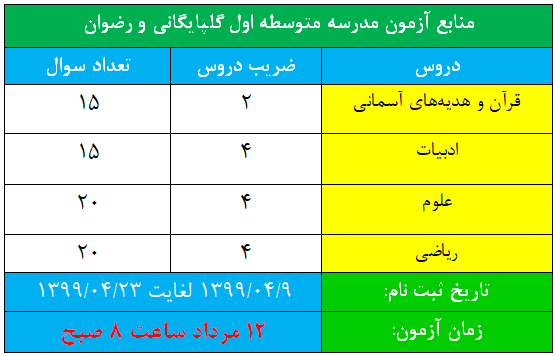 منابع آزمون مدرسه متوسطه اول گلپایگانی و رضوان
دروس ضریب دروس تعداد سوال
قرآن و هدیه‌های آسمانی ۲ ۱۵
ادبیات ۴ ۱۵
علوم ۴ ۲۰
ریاضی ۴ ۲۰
تاریخ ثبت نام: ۱۳۹۹/۰۴/۹ لغایت ۱۳۹۹/۰۴/۲۳
زمان آزمون: ۱۲ مرداد ساعت ۸ صبح